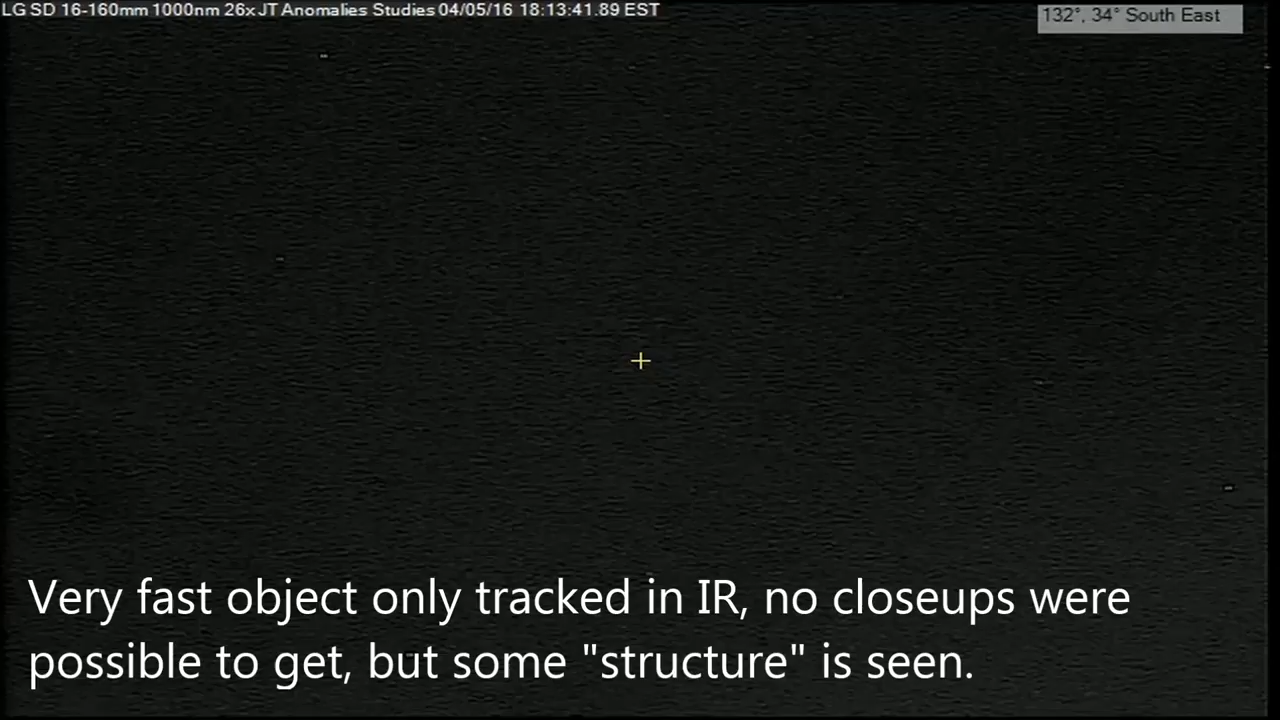 LG SD 16-160mm 1000nm 26x JT Anomalies Studies 04/05/16 18:13:41.89 EST
132°, 34° South East
Very fast object only tracked in IR, no closeups were
possible to get, but some "structure" is seen.